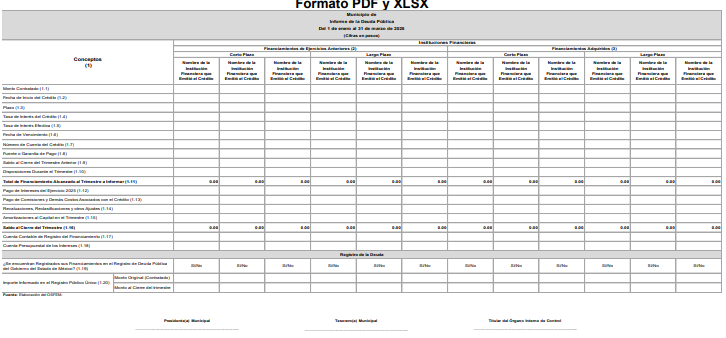 Formato PDF y XLSX
Municipio de
Informe de la Deuda Pública
Del 1 de enero al 31 de marzo de 2025
(Cifras en pesos)
Conceptos
(1)
Instituciones Financieras
Financiamientos de Ejercicios Anteriores (2) Financiamientos Adquiridos (3)
Corto Plazo Largo Plazo Corto Plazo Largo Plazo
Nombre de la Nombre de la Nombre de la Nombre de la Nombre de la Nombre de la Nombre de la Nombre de la Nombre de la Nombre de la Nombre de la Nombre de la
Institución Institución Institución Institución Institución Institución Institución Institución Institución Institución Institución Institución
Financiera que Financiera que Financiera que Financiera que Financiera que Financiera que Financiera que Financiera que Financiera que Financiera que Financiera que Financiera que
Emitió el Crédito Emitió el Crédito Emitió el Crédito Emitió el Crédito Emitió el Crédito Emitió el Crédito Emitió el Crédito Emitió el Crédito Emitió el Crédito Emitió el Crédito Emitió el Crédito Emitió el Crédito
Monto Contratado (1.1)
Fecha de Inicio del Crédito (1.2)
Plazo (1.3)
Tasa de Interés del Crédito (1.4)
Tasa de Interés Efectiva (1.5)
Fecha de Vencimiento (1.6)
Número de Cuenta del Crédito (1.7)
Fuente o Garantía de Pago (1.8)
Saldo al Cierre del Trimestre Anterior (1.9)
Disposiciones Durante el Trimestre (1.10)
Total de Financiamiento Alcanzado al Trimestre a Informar (1.11) 0.00 0.00 0.00 0.00 0.00 0.00 0.00 0.00 0.00 0.00 0.00 0.00
Pago de Intereses del Ejercicio 2025 (1.12)
Pago de Comisiones y Demás Costos Asociados con el Crédito (1.13)
Revaluaciones, Reclasificaciones y otros Ajustes (1.14)
Amortizaciones al Capital en el Trimestre (1.15)
Saldo al Cierre del Trimestre (1.16) 0.00 0.00 0.00 0.00 0.00 0.00 0.00 0.00 0.00 0.00 0.00 0.00
Cuenta Contable de Registro del Financiamiento (1.17)
Cuenta Presupuestal de los Intereses (1.18)
Registro de la Deuda
¿Se encuentran Registrados sus Financiamientos en el Registro de Deuda Pública
del Gobierno del Estado de México? (1.19) Si/No Si/No Si/No Si/No Si/No Si/No Si/No Si/No Si/No Si/No Si/No Si/No
Importe Informado en el Registro Público Único (1.20) Monto Original (Contratado)
Monto al Cierre del trimestre
Fuente: Elaboración del OSFEM.
Presidente(a) Municipal Tesorero(a) Municipal Titular del Órgano Interno de Control